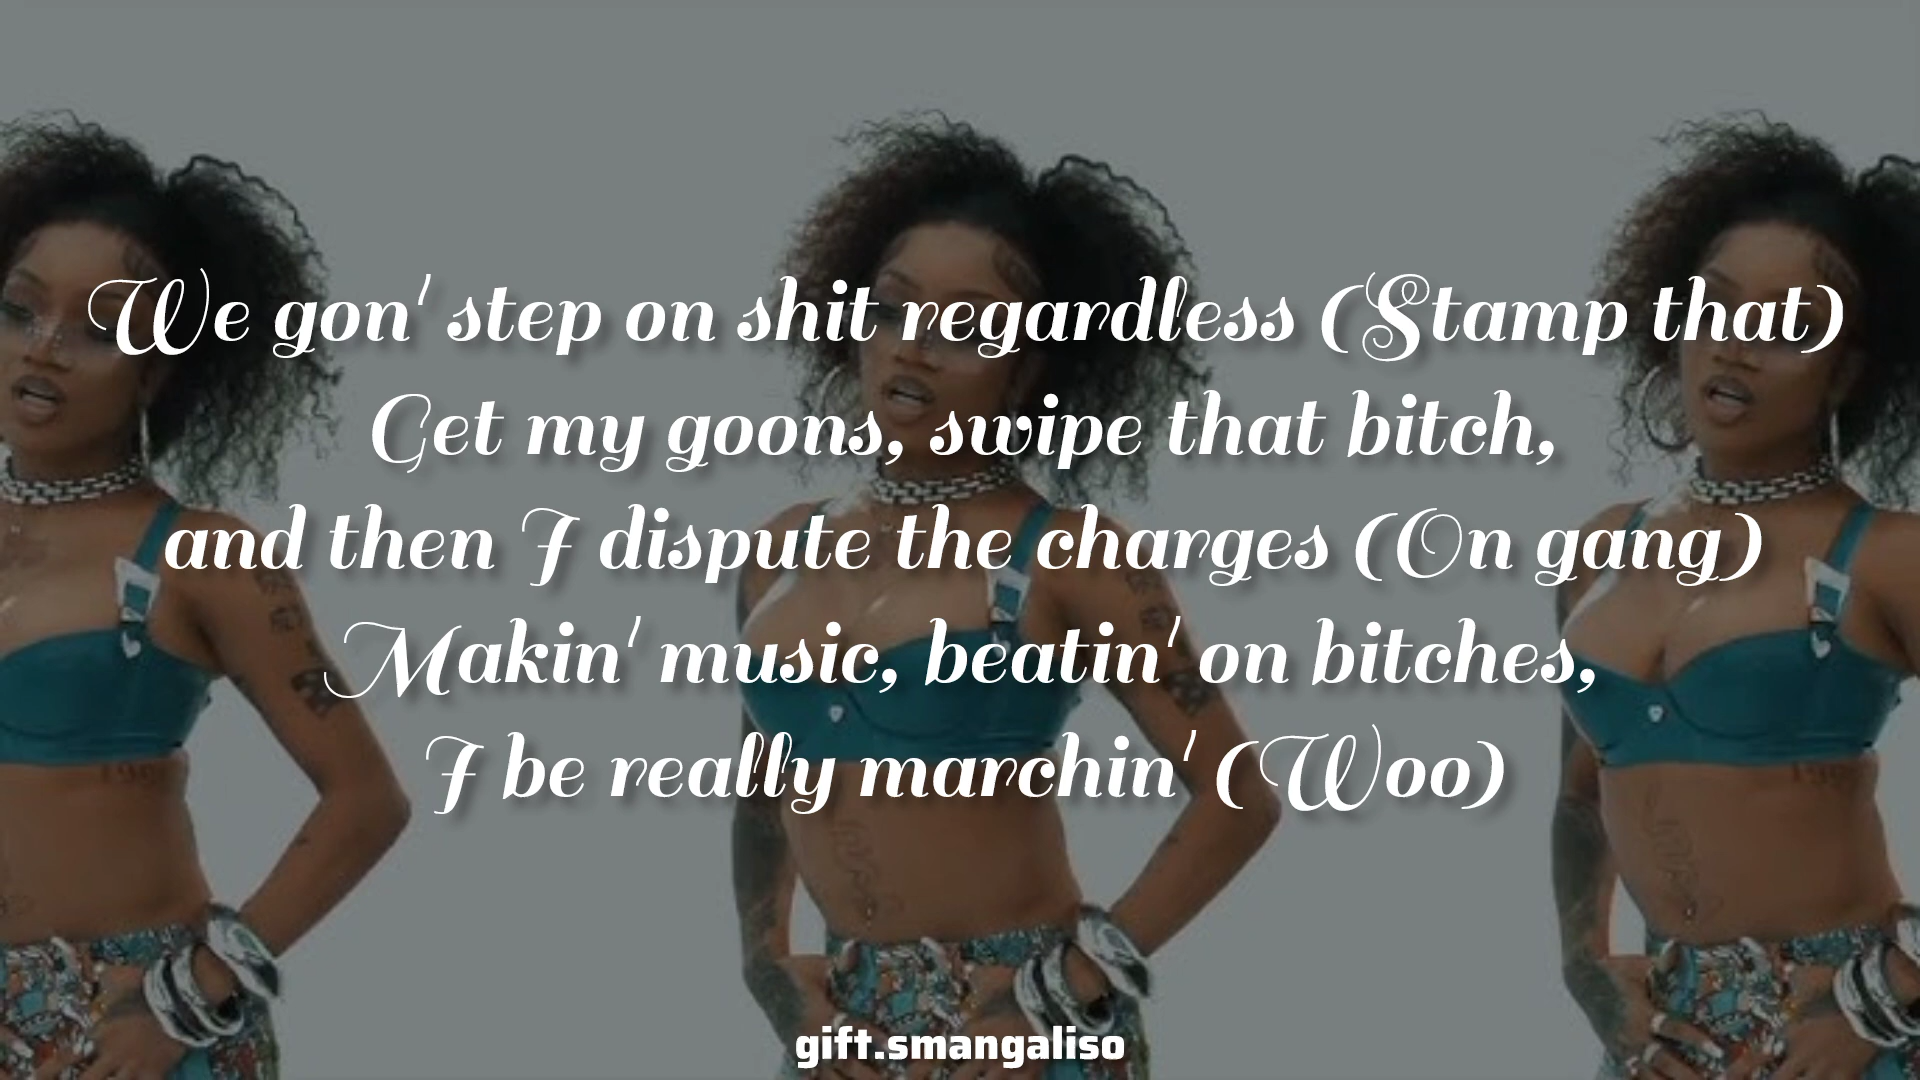 We gon' step on shit regardless (Stamp that)
Get my goons, swipe that bitch,
and then I dispute the charges (On gang)
Makin' music, beatin' on bitches,
I be really marchin' (Woo)
gift.smangaliso